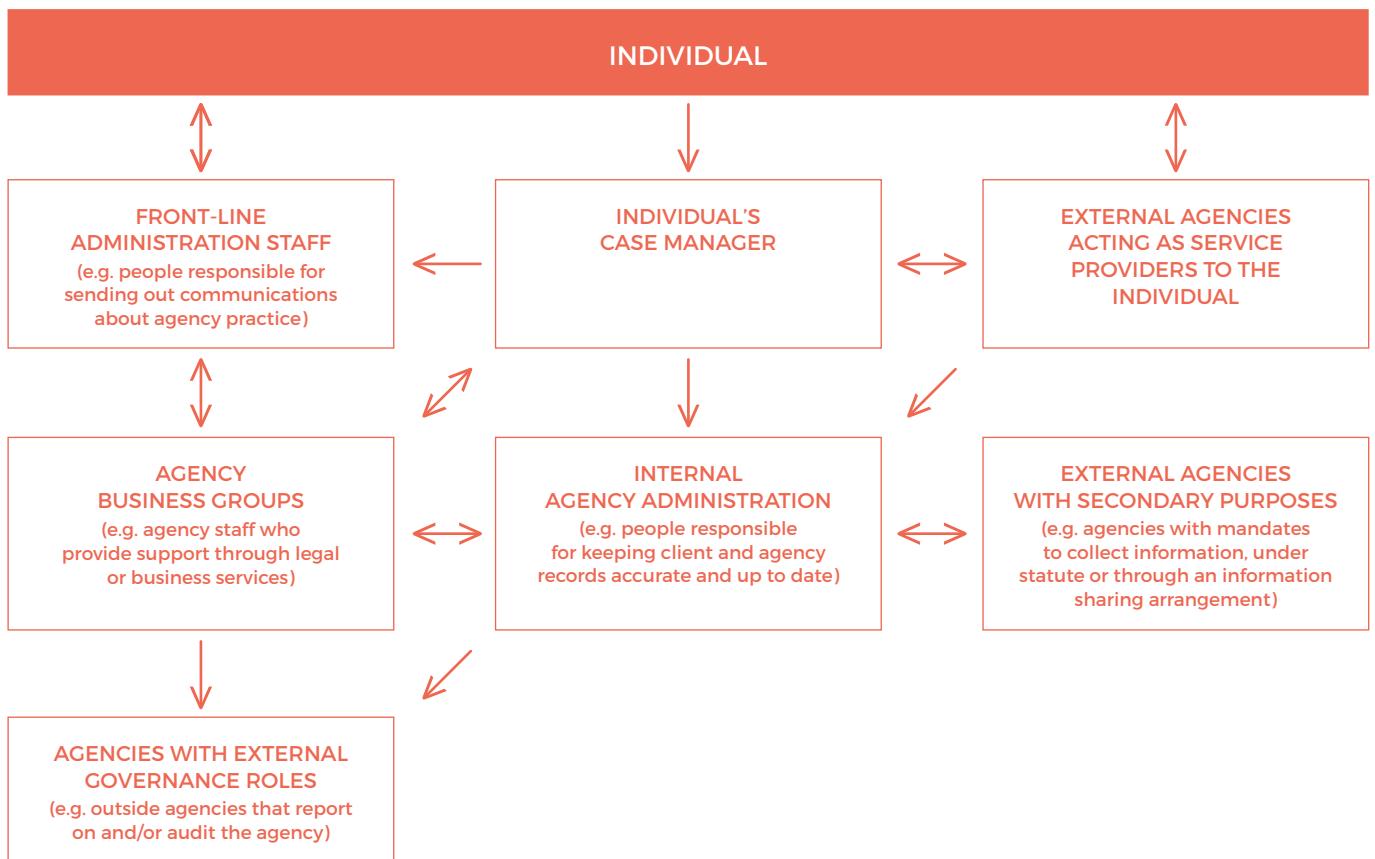 INDIVIDUAL
FRONT-LINE
ADMINISTRATION STAFF
(e.g. people responsible for
sending out communications
about agency practice)
INDIVIDUAL’S
CASE MANAGER
EXTERNAL AGENCIES
ACTING AS SERVICE
PROVIDERS TO THE
INDIVIDUAL
AGENCY
BUSINESS GROUPS
(e.g. agency staff who
provide support through legal
or business services)
INTERNAL
AGENCY ADMINISTRATION
(e.g. people responsible
for keeping client and agency
records accurate and up to date)
EXTERNAL AGENCIES
WITH SECONDARY PURPOSES
(e.g. agencies with mandates
to collect information, under
statute or through an information
sharing arrangement)
AGENCIES WITH EXTERNAL
GOVERNANCE ROLES
(e.g. outside agencies that report
on and/or audit the agency)